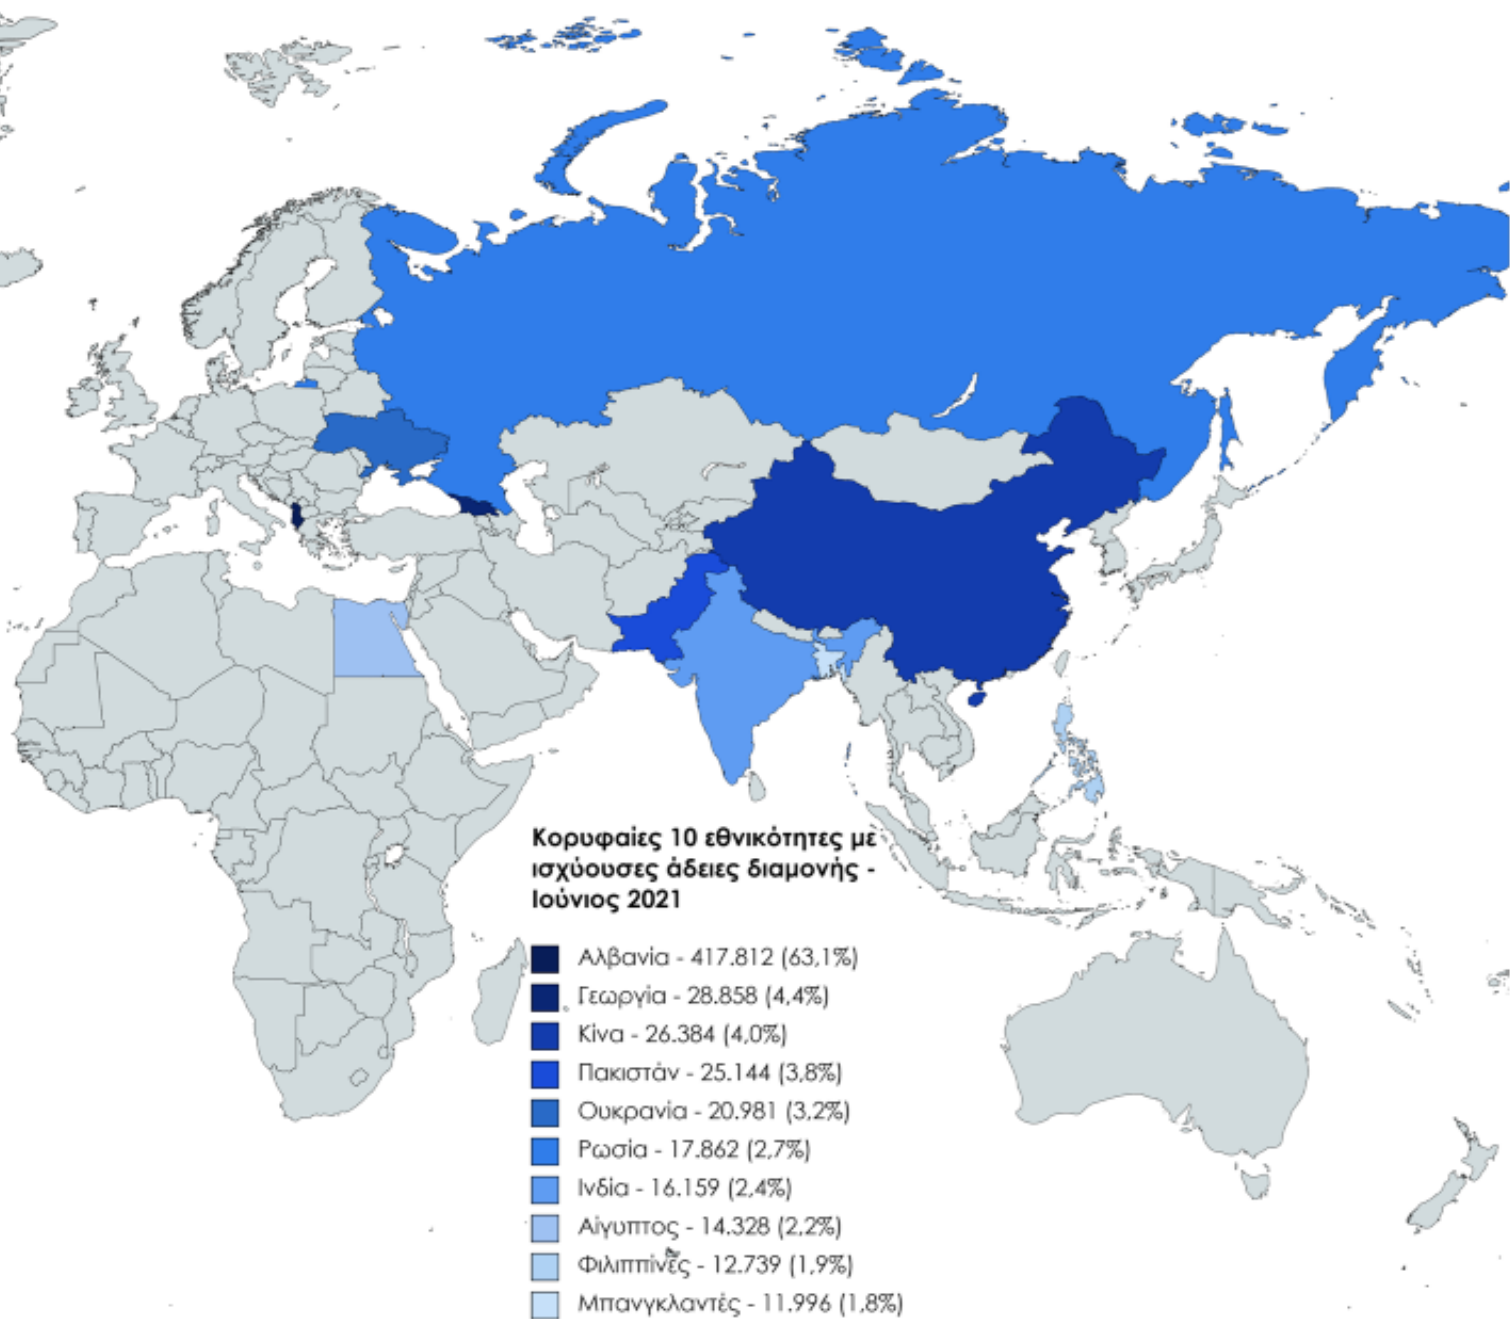 Κορυφαίες 10 εθνικότητες με
ισχύουσες άδειες διαμονής -
Ιούνιος 2021
Αλβανία - 417.812 (63,1%)
Γεωργία - 28.858 (4,4%)
Κίνα - 26.384 (4,0%)
Πακιστάν - 25.144 (3,8%)
Ουκρανία - 20.981 (3,2%)
Ρωσία - 17.862 (2,7%)
Ινδία - 16.159 (2,4%)
Αίγυπτος - 14.328 (2,2%)
Φιλιππίνες - 12.739 (1,9%)
Μπανγκλαντές - 11.996 (1,8%)